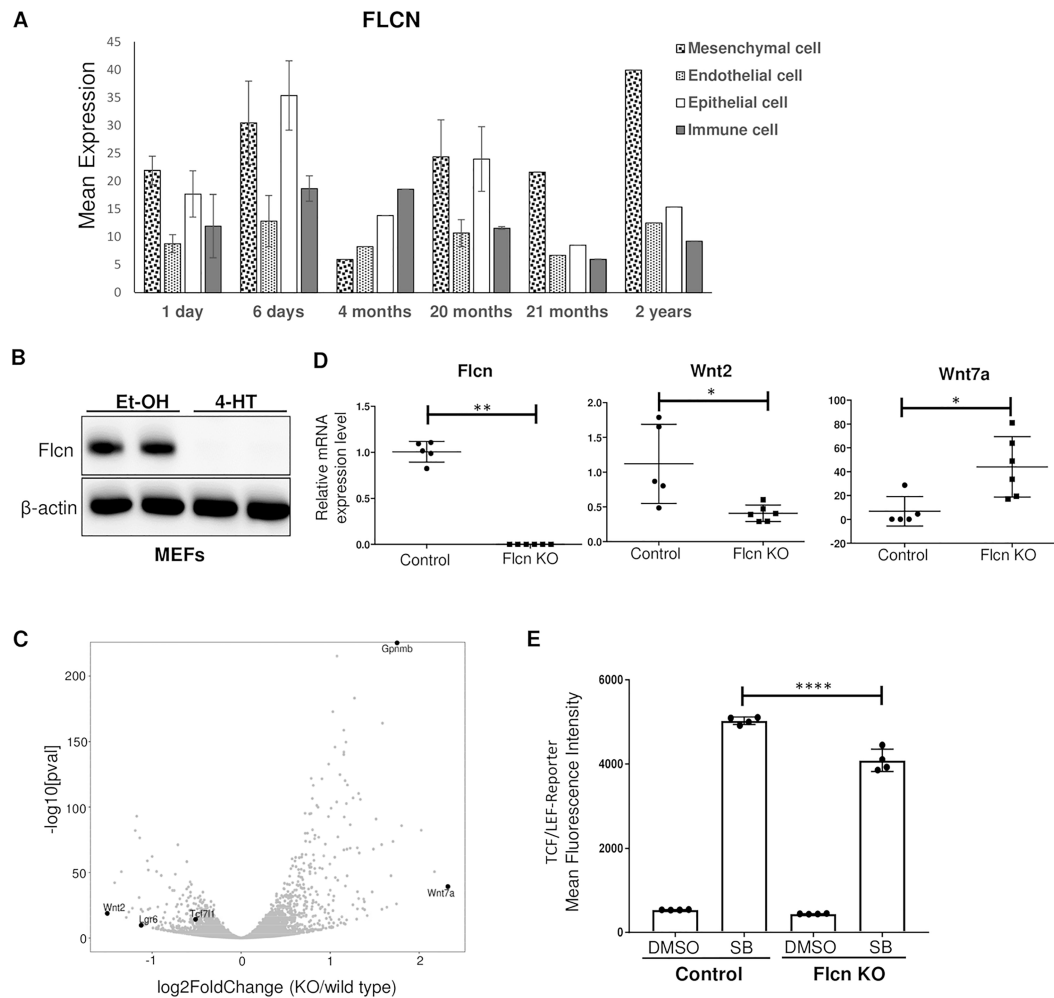 A
FLCN
Mean Expression
45
40
35
30
25
20
15
10
5
0
1 day
6 days
4 months
20 months
21 months
2 years
Mesenchymal cell
Endothelial cell
Epithelial cell
Immune cell
B
Et-OH
4-HT
Flcn
β-actin
MEFs
D
Flcn
Relative mRNA
expression level
1.5
1.0
0.5
0.0
**
Control
Flcn KO
Wnt2
2.0
1.5
1.0
0.5
0.0
*
Control
Flcn KO
Wnt7a
100
80
60
40
20
0
-20
*
Control
Flcn KO
C
-log10[pval]
200
150
100
50
0
Gpnmb
Wnt7a
Wnt2
Lgr6
Tcf7l1
-1
0
1
2
log2FoldChange (KO/wild type)
E
TCF/LEF-Reporter
Mean Fluorescence Intensity
6000
4000
2000
0
****
DMSO
SB
DMSO
SB
Control
Flcn KO